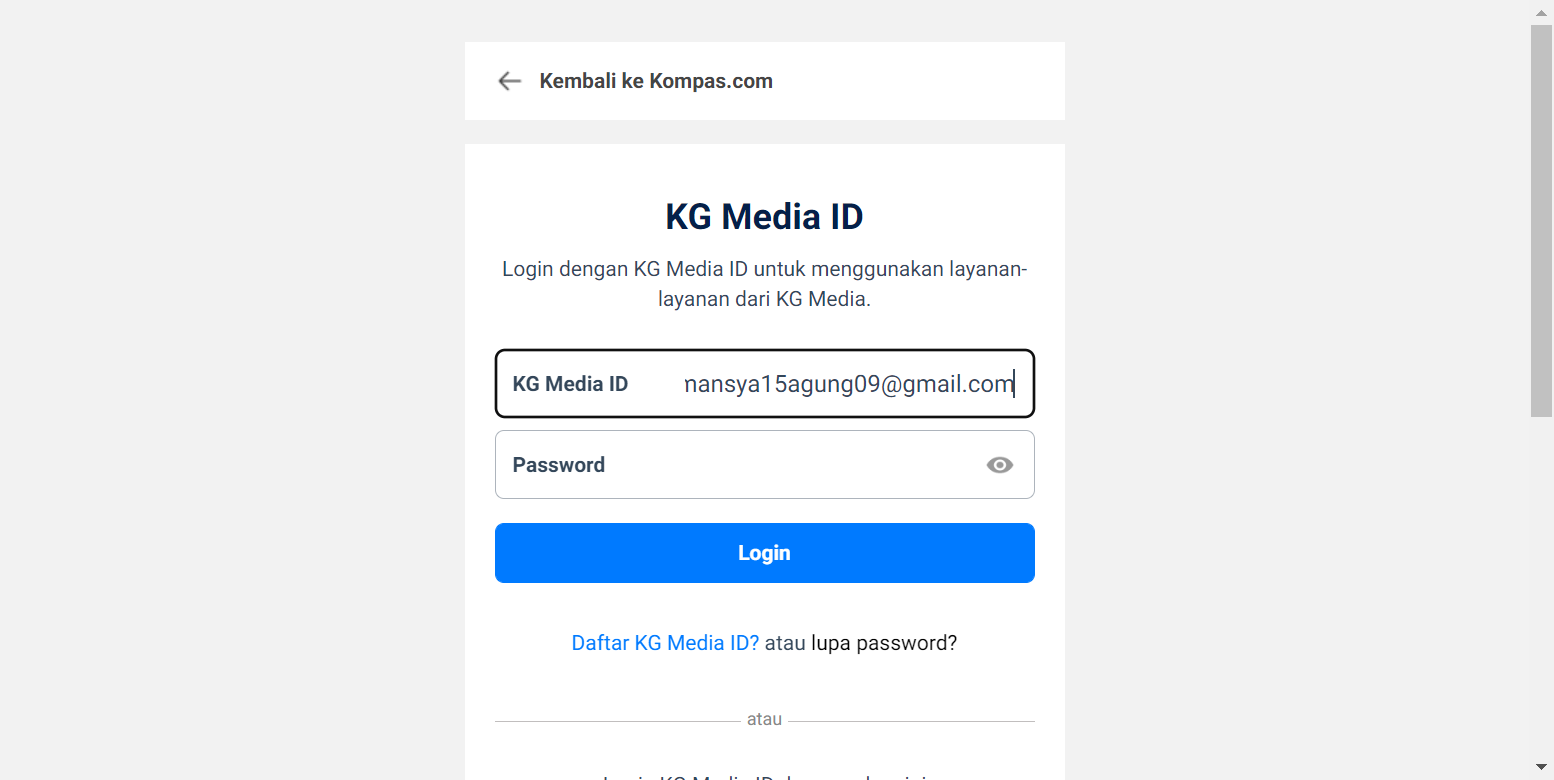 Kembali ke Kompas.com
KG Media ID
Login dengan KG Media ID untuk menggunakan layanan-
layanan dari KG Media.
KG Media ID
nansya15agung09@gmail.com
Password
Login
Daftar KG Media ID? atau lupa password?
atau